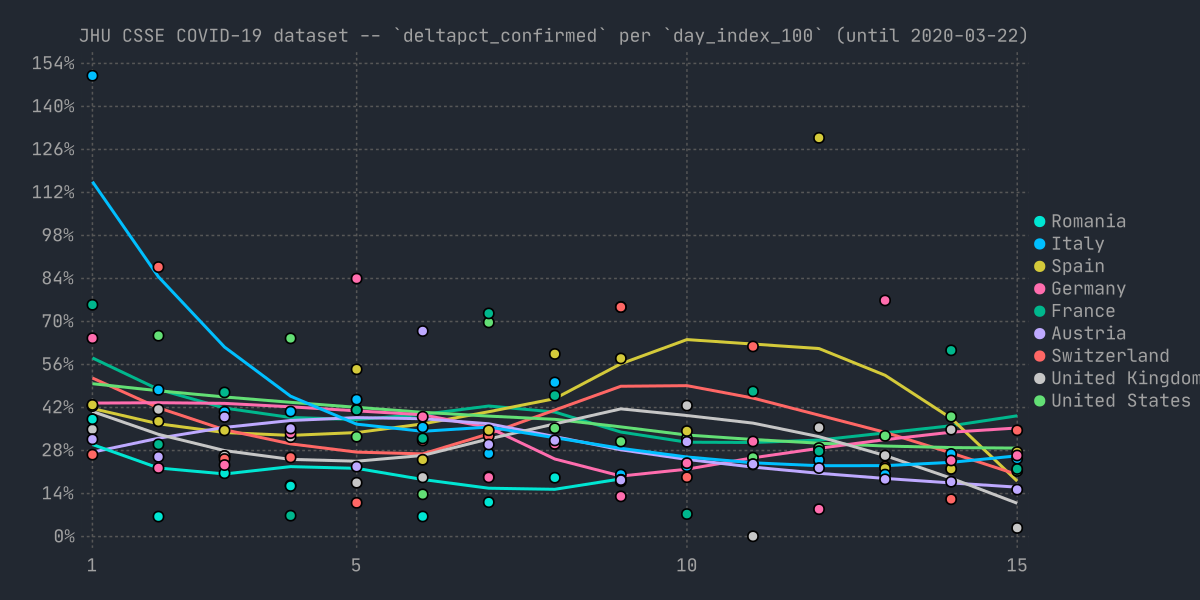 JHU CSSE COVID-19 dataset -- `deltapct_confirmed` per `day_index_100` (until 2020-03-22)
154%
140%
126%
112%
98%
84%
70%
56%
42%
28%
14%
0%
1
5
10
15
Romania
Italy
Spain
Germany
France
Austria
Switzerland
United Kingdom
United States